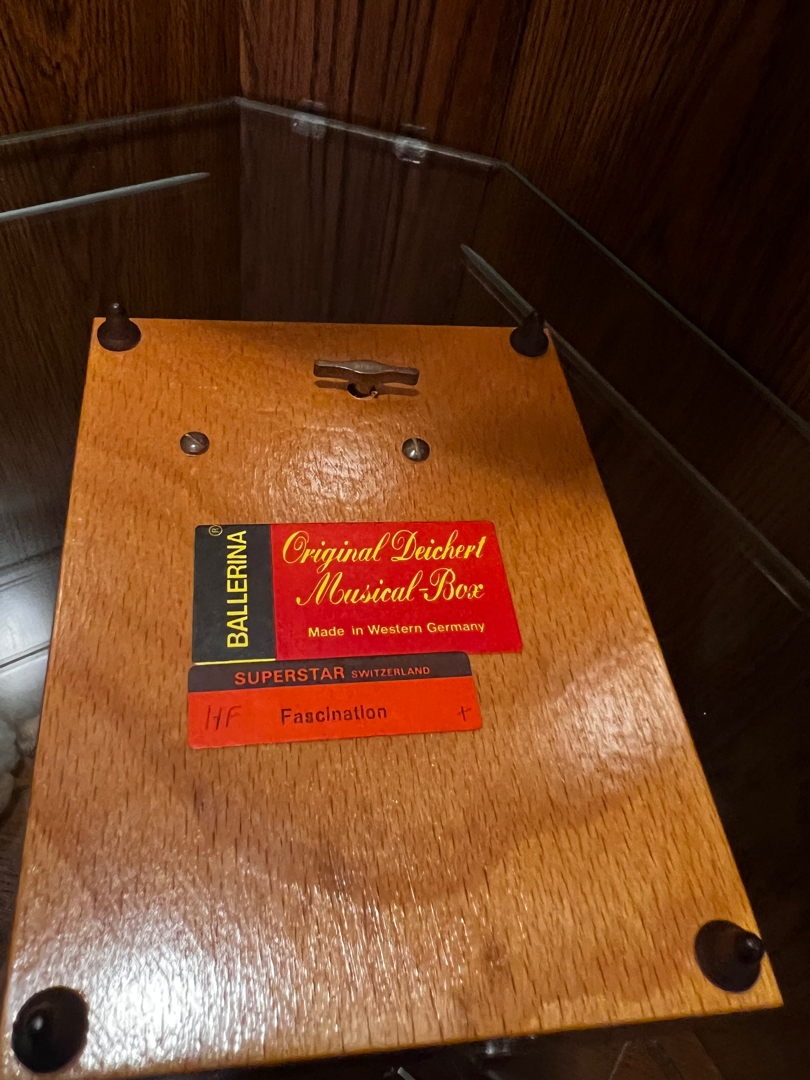 BALLERINA®
Original Deichert
Musical-Box
Made in Western Germany
SUPERSTAR SWITZERLAND
HF Fascination +